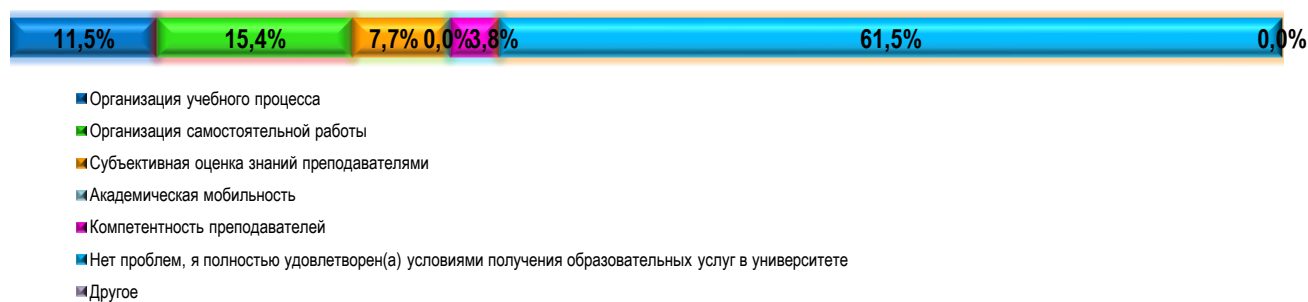 11,5% 15,4% 7,7% 0,0% 3,8% 61,5% 0,0%
Организация учебного процесса
Организация самостоятельной работы
Субъективная оценка знаний преподавателями
Академическая мобильность
Компетентность преподавателей
Нет проблем, я полностью удовлетворен(а) условиями получения образовательных услуг в университете
Другое